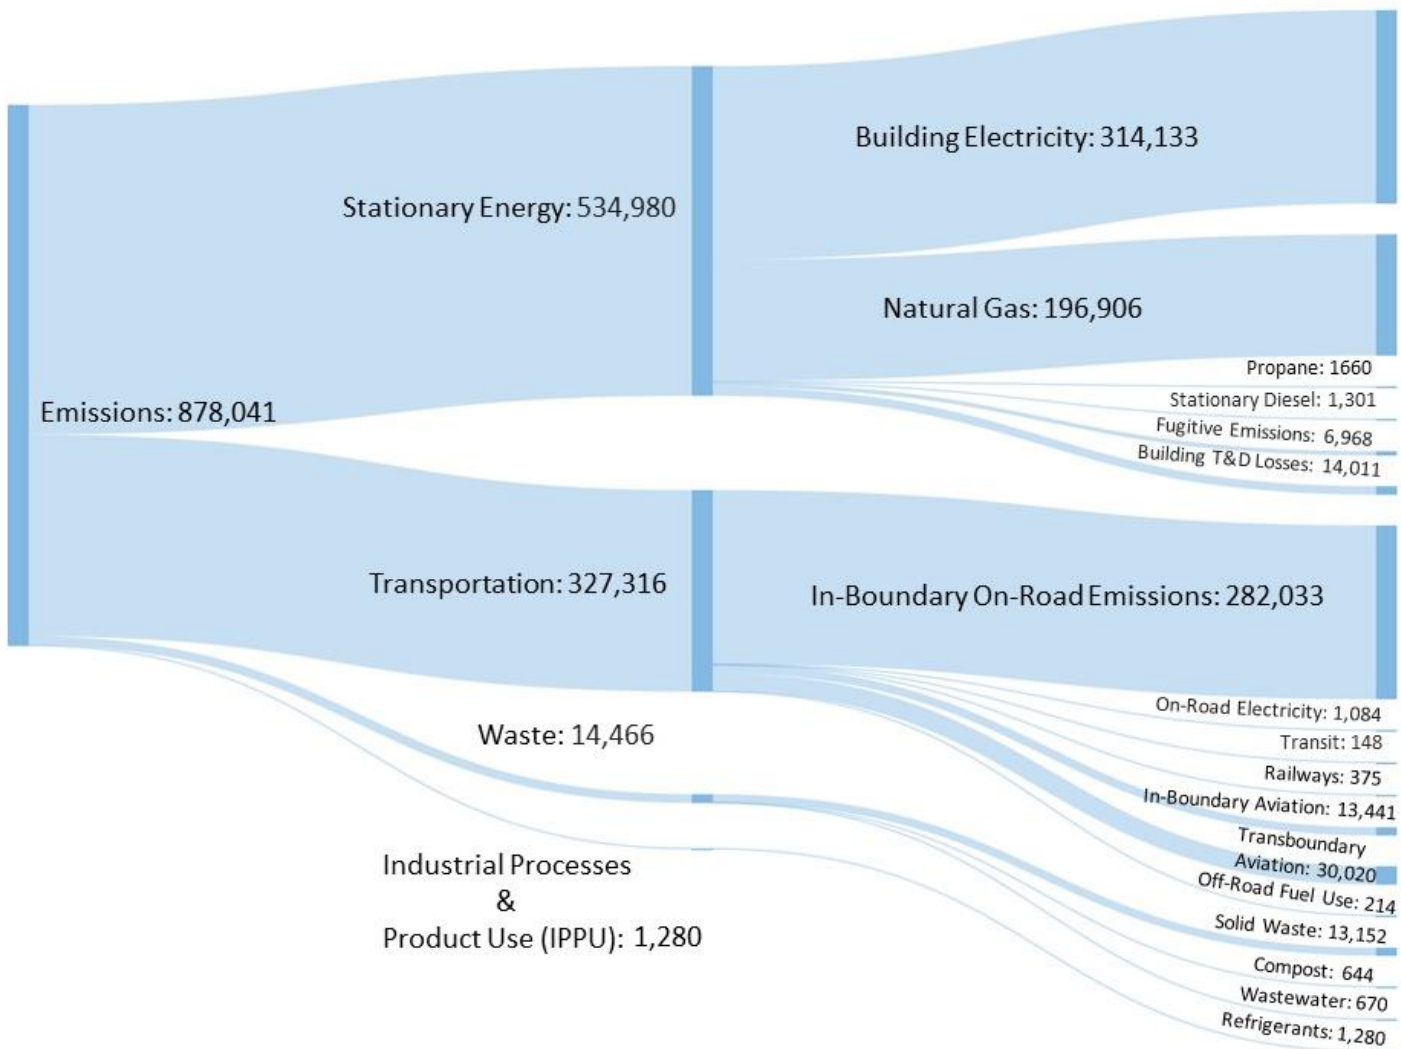 Emissions: 878,041
Stationary Energy: 534,980
Transportation: 327,316
Waste: 14,466
Industrial Processes
&
Product Use (IPPU): 1,280
Building Electricity: 314,133
Natural Gas: 196,906
Propane: 1660
Stationary Diesel: 1,301
Fugitive Emissions: 6,968
Building T&D Losses: 14,011
In-Boundary On-Road Emissions: 282,033
On-Road Electricity: 1,084
Transit: 148
Railways: 375
In-Boundary Aviation: 13,441
Transboundary
Aviation: 30,020
Off-Road Fuel Use: 214
Solid Waste: 13,152
Compost: 644
Wastewater: 670
Refrigerants: 1,280